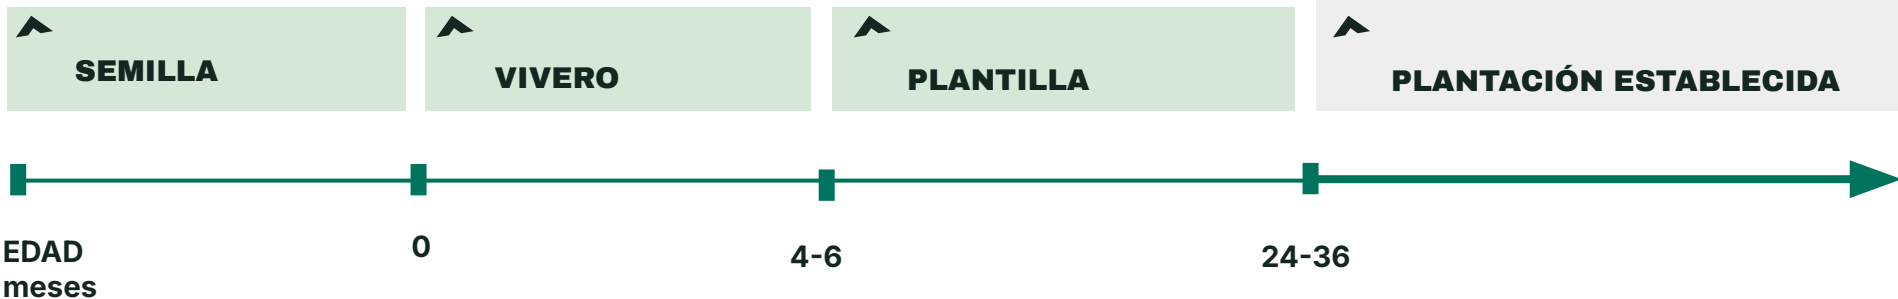 SEMILLA
VIVERO
PLANTILLA
PLANTACIÓN ESTABLECIDA
EDAD
meses
0
4-6
24-36